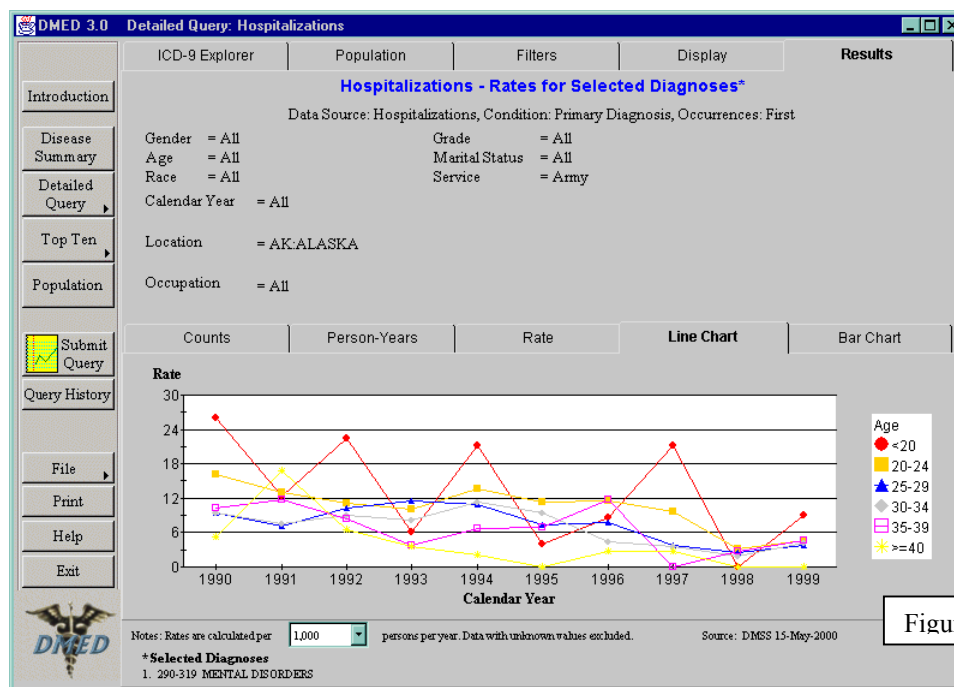 DMED 3.0 Detailed Query: Hospitalizations
ICD-9 Explorer Population Filters Display Results
Introduction
Disease
Summary
Detailed
Query
Top Ten
Population
Submit
Query
Query History
File
Print
Help
Exit
DMED
Hospitalizations - Rates for Selected Diagnoses*
Data Source: Hospitalizations, Condition: Primary Diagnosis, Occurrences: First
Gender = All Grade = All
Age = All Marital Status = All
Race = All Service = Army
Calendar Year = All
Location = AK:ALASKA
Occupation = All
Counts Person-Years Rate Line Chart Bar Chart
Rate
30
24
18
12
6
0
1990 1991 1992 1993 1994 1995 1996 1997 1998 1999
Calendar Year
Age
<20
20-24
25-29
30-34
35-39
>=40
Notes: Rates are calculated per 1,000 persons per year. Data with unknown values excluded. Source: DMSS 15-May-2000
*Selected Diagnoses
1. 290-319 MENTAL DISORDERS